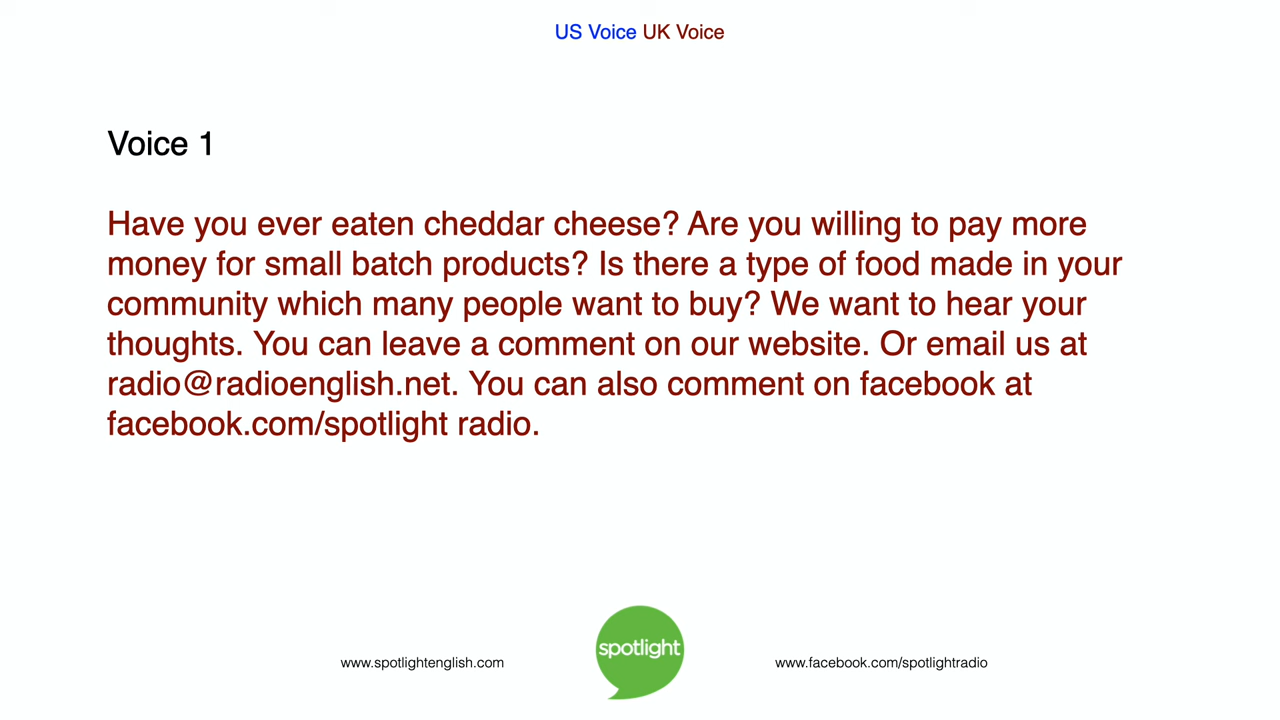 US Voice UK Voice
Voice 1
Have you ever eaten cheddar cheese? Are you willing to pay more
money for small batch products? Is there a type of food made in your
community which many people want to buy? We want to hear your
thoughts. You can leave a comment on our website. Or email us at
radio@radioenglish.net. You can also comment on facebook at
facebook.com/spotlight radio.
www.spotlightenglish.com
spotlight
www.facebook.com/spotlightradio